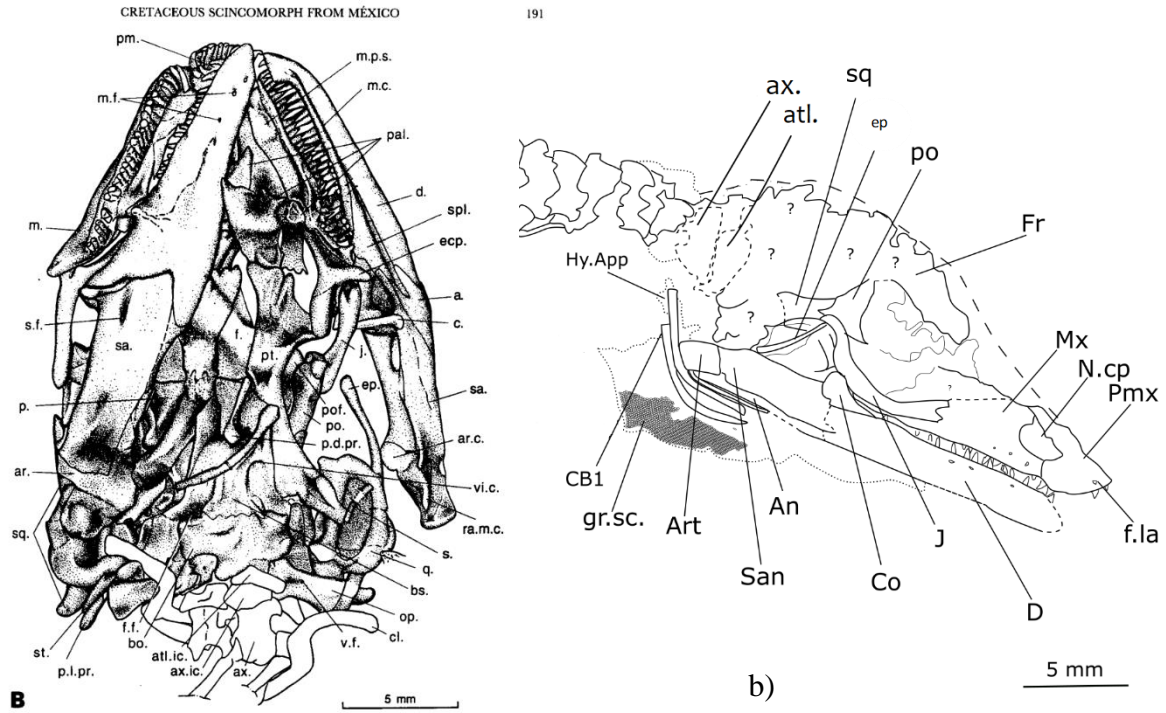 CRETACEOUS SCINCOMORPH FROM MÉXICO 191
pm.
m.f.
m.
s.f.
sa.
p.
ar.
sq.
st.
p.l.pr.
f.f.
bo.
atl.ic.
ax.ic.
ax.
v.f.
cl.
op.
bs.
q.
s.
ra.m.c.
vi.c.
ar.c.
sa.
p.d.pr.
po.
pof.
ep.
j.
c.
a.
ecp.
spl.
d.
pal.
m.c.
m.p.s.
f.
pt.
B
5 mm
ax.
atl.
sq
ep
po
Fr
Hy.App
?
?
?
?
?
Mx
N.cp
Pmx
CB1
gr.sc.
Art
An
San
Co
J
D
f.la
b)
5 mm